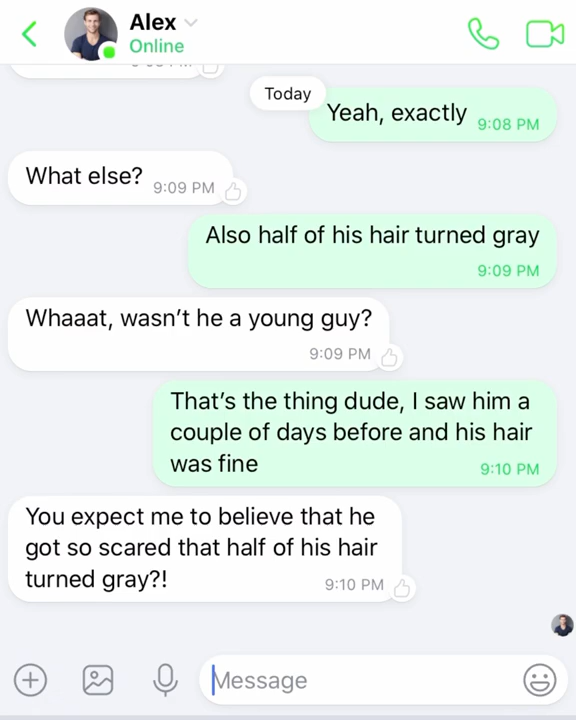 Alex
Online
Today
Yeah, exactly
9:08 PM
What else?
9:09 PM
Also half of his hair turned gray
9:09 PM
Whaaat, wasn't he a young guy?
9:09 PM
That's the thing dude, I saw him a
couple of days before and his hair
was fine
9:10 PM
You expect me to believe that he
got so scared that half of his hair
turned gray?!
9:10 PM
Message